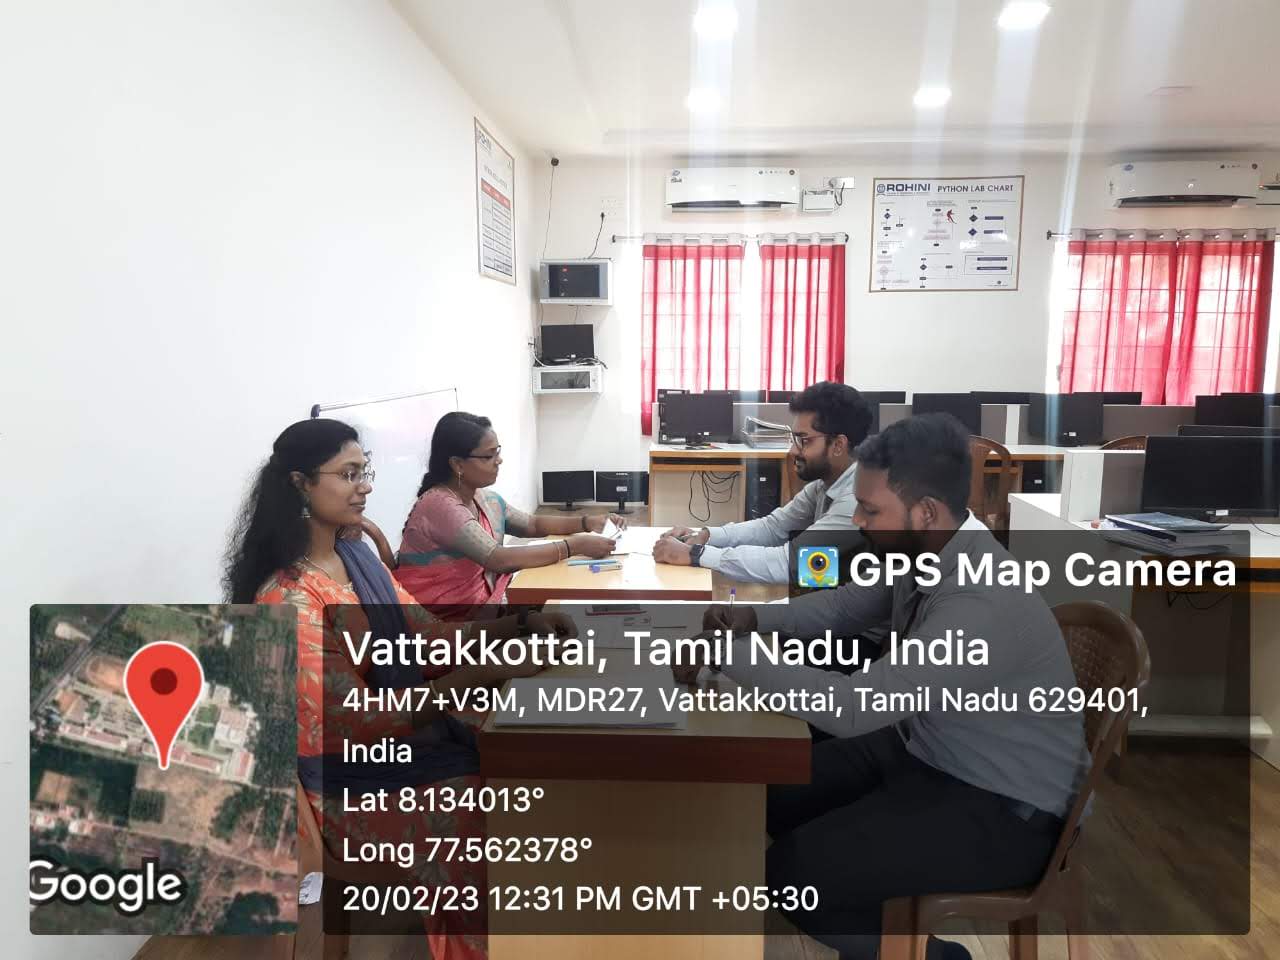 ROHINI
PYTHON LAB CHART
GPS Map Camera
Vattakkottai, Tamil Nadu, India
4HM7+V3M, MDR27, Vattakkottai, Tamil Nadu 629401,
India
Lat 8.134013°
Long 77.562378°
20/02/23 12:31 PM GMT +05:30
Google